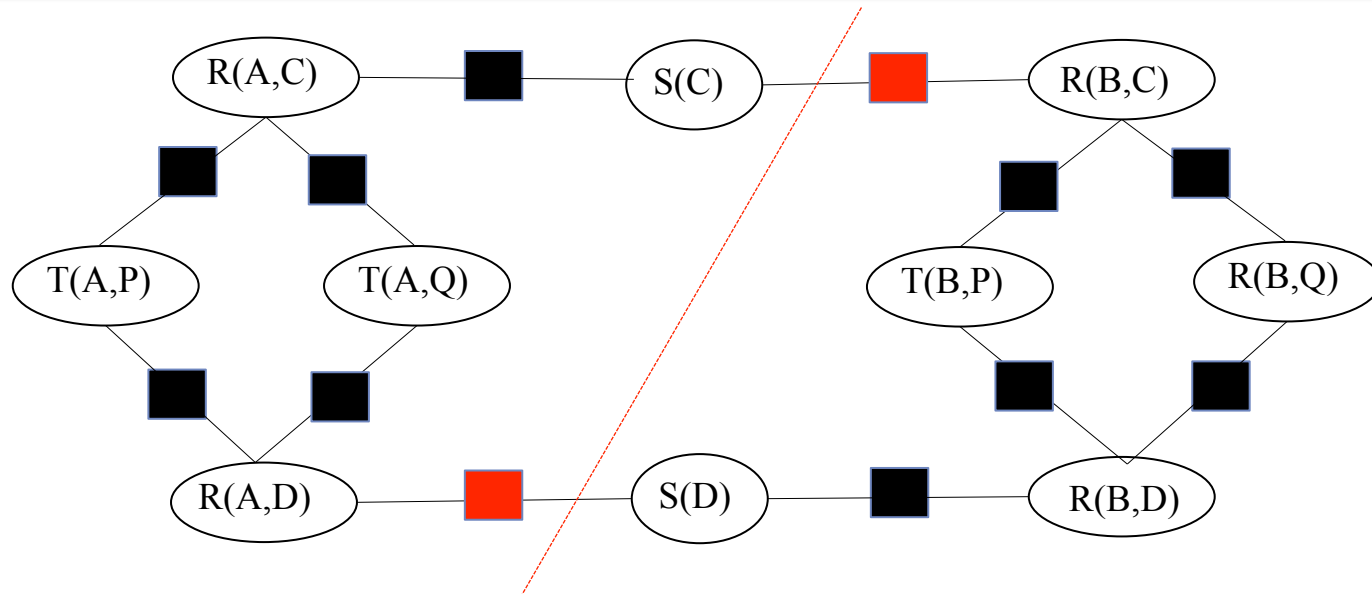 R(A,C)
S(C)
R(B,C)
T(A,P)
T(A,Q)
T(B,P)
R(B,Q)
R(A,D)
S(D)
R(B,D)